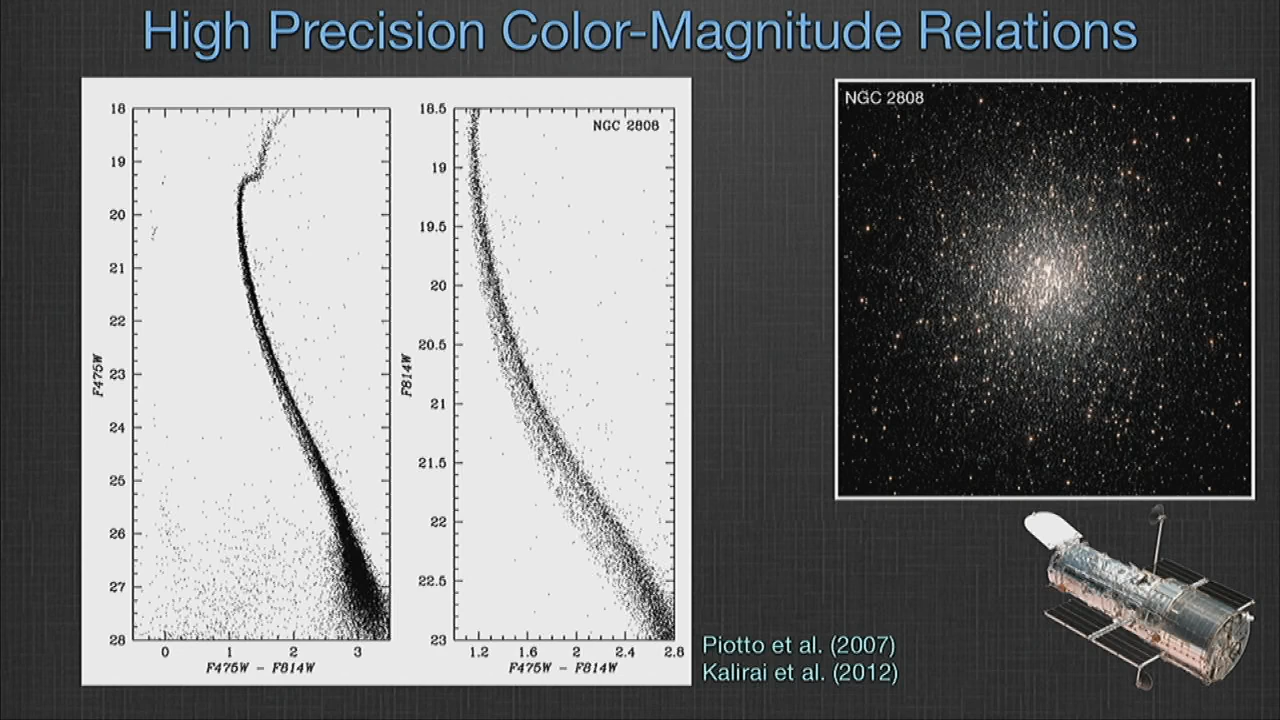 High Precision Color-Magnitude Relations
18
19
20
21
22
23
24
25
26
27
28
F475W
0 1 2 3
F475W - F814W
NGC 2808
18.5
19
19.5
20
20.5
21
21.5
22
22.5
23
F814W
1.2 1.6 2 2.4 2.8
F475W - F814W
NGC 2808
Piotto et al. (2007)
Kalirai et al. (2012)